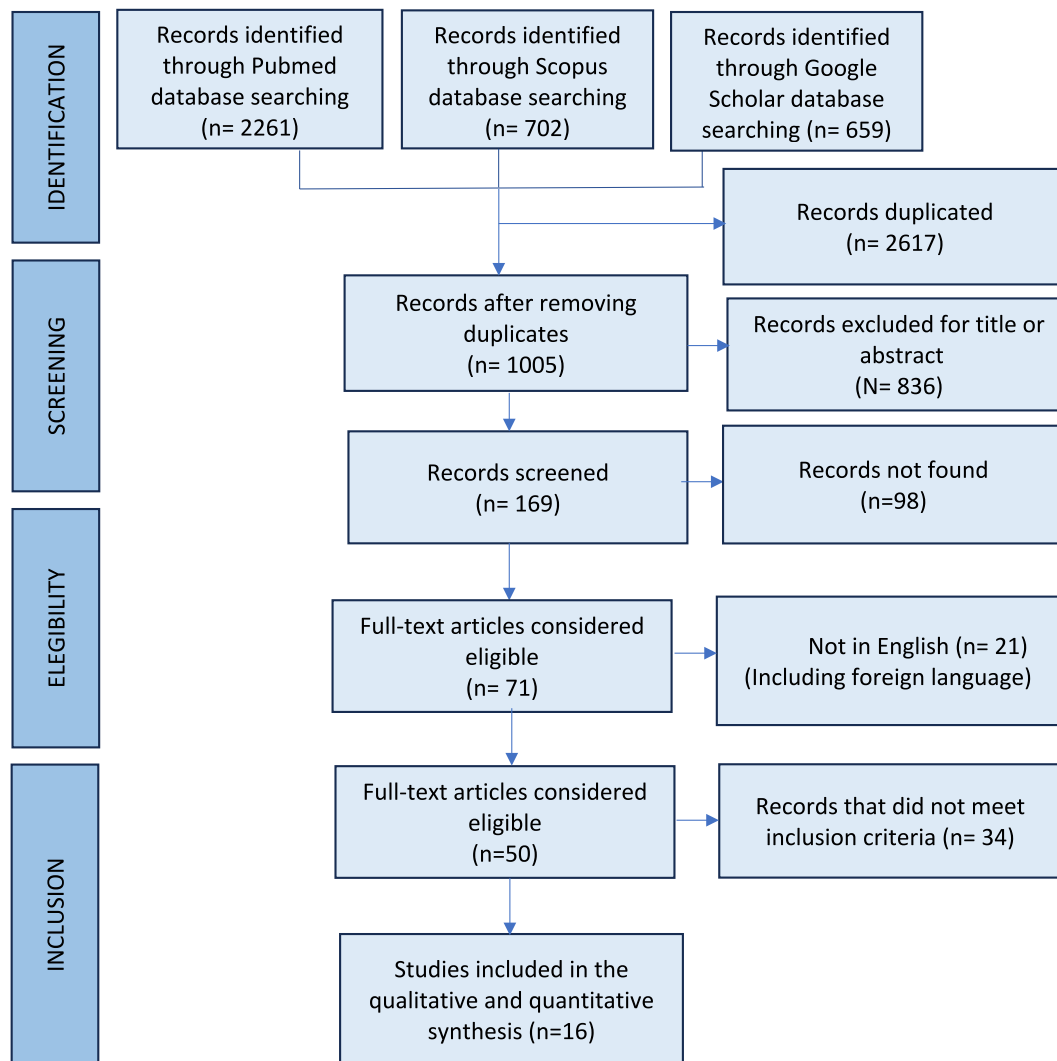 IDENTIFICATION
Records identified
through Pubmed
database searching
(n= 2261)
Records identified
through Scopus
database searching
(n= 702)
Records identified
through Google
Scholar database
searching (n= 659)
Records duplicated
(n= 2617)
SCREENING
Records after removing
duplicates
(n= 1005)
Records excluded for title or
abstract
(N= 836)
Records screened
(n= 169)
Records not found
(n=98)
ELEGIBILITY
Full-text articles considered
eligible
(n= 71)
Not in English (n= 21)
(Including foreign language)
INCLUSION
Full-text articles considered
eligible
(n=50)
Records that did not meet
inclusion criteria (n= 34)
Studies included in the
qualitative and quantitative
synthesis (n=16)